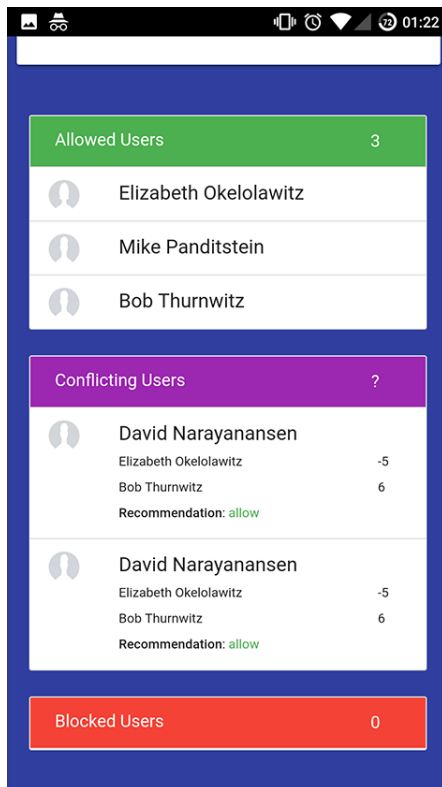 72 01:22
Allowed Users 3
Elizabeth Okelolawitz
Mike Panditstein
Bob Thurnwitz
Conflicting Users ?
David Narayanansen
Elizabeth Okelolawitz -5
Bob Thurnwitz 6
Recommendation: allow
David Narayanansen
Elizabeth Okelolawitz -5
Bob Thurnwitz 6
Recommendation: allow
Blocked Users 0